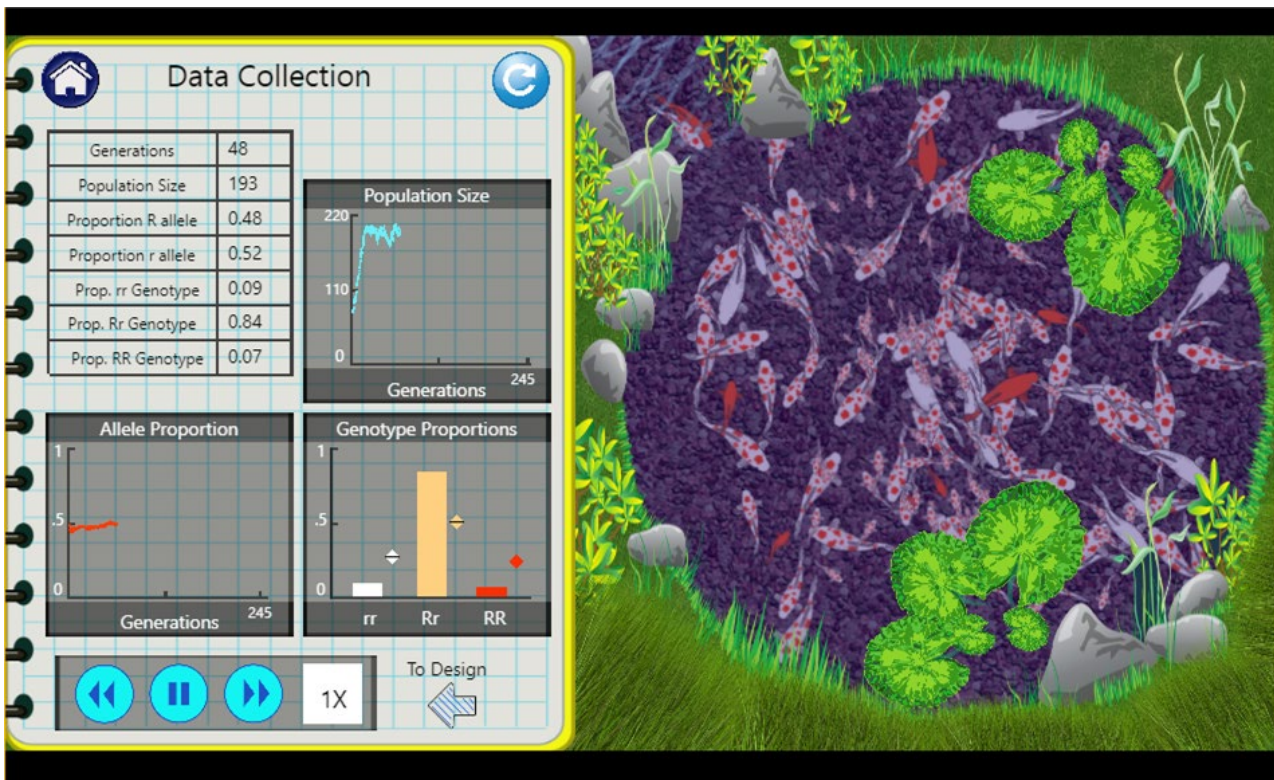 Data Collection
Generations 48
Population Size 193
Proportion R allele 0.48
Proportion r allele 0.52
Prop. rr Genotype 0.09
Prop. Rr Genotype 0.84
Prop. RR Genotype 0.07
Population Size
220
110
0
245
Generations
Allele Proportion
1
.5
0
245
Generations
Genotype Proportions
1
.5
0
rr Rr RR
1X
To Design